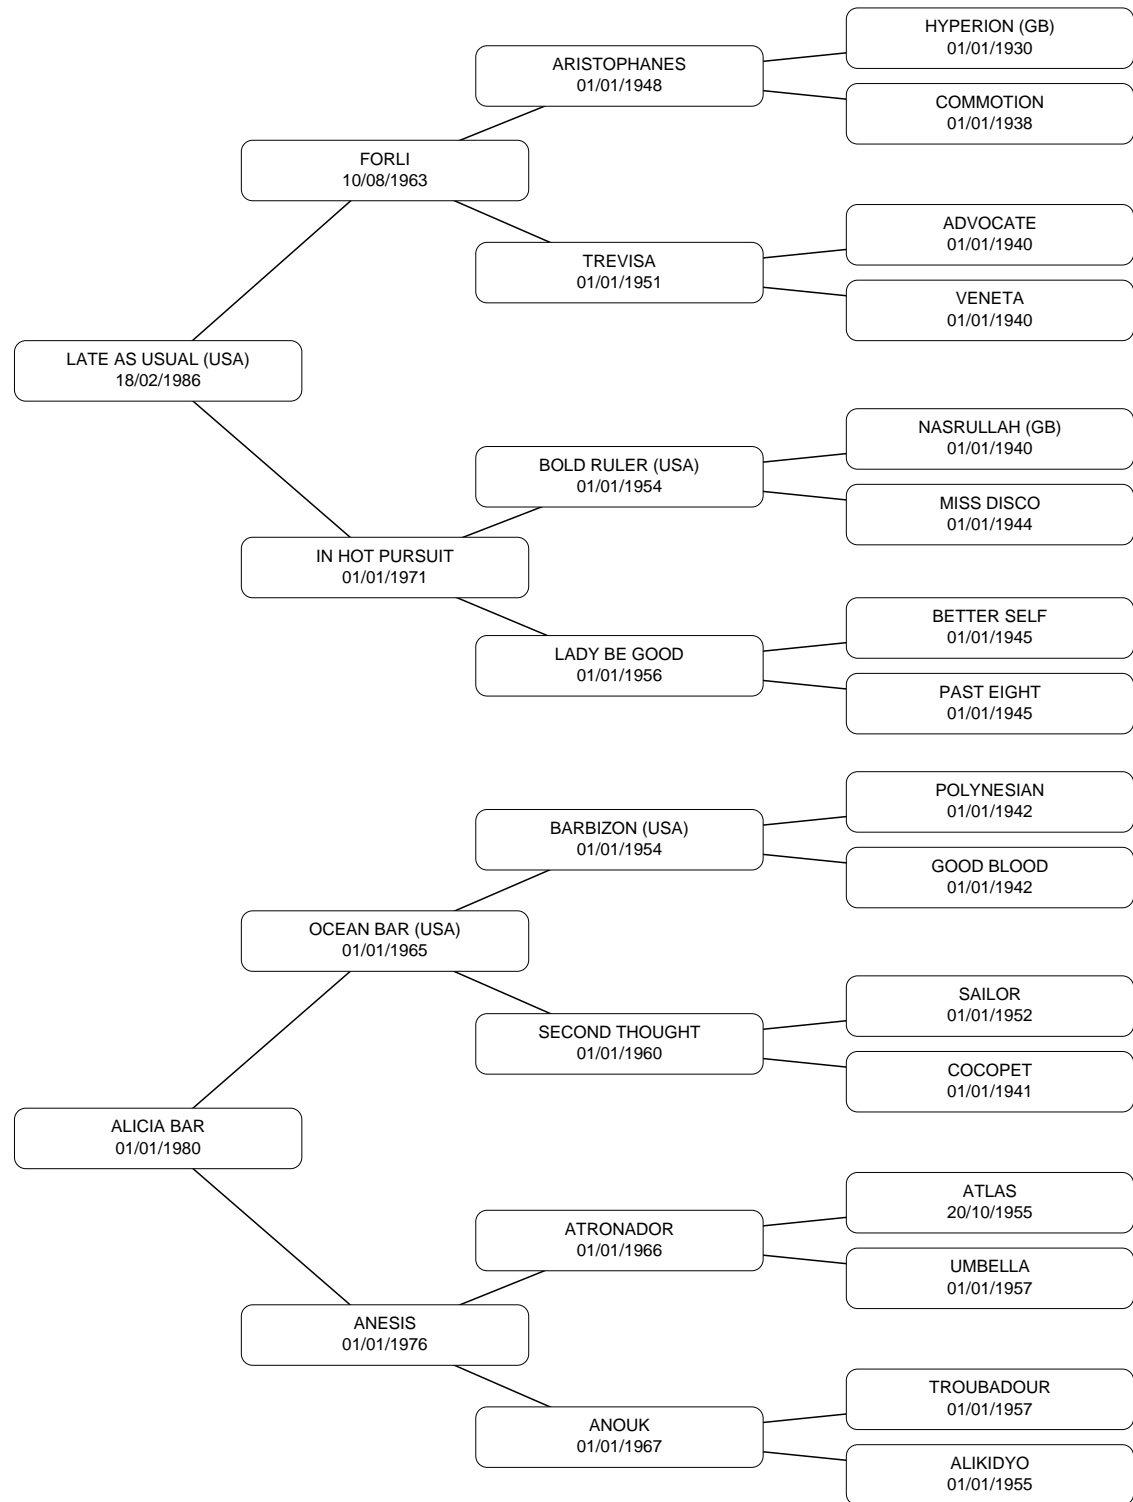 HYPERION (GB)
01/01/1930
ARISTOPHANES
01/01/1948
COMMOTION
01/01/1938
FORLI
10/08/1963
ADVOCATE
01/01/1940
TREVISA
01/01/1951
VENETA
01/01/1940
LATE AS USUAL (USA)
18/02/1986
NASRULLAH (GB)
01/01/1940
BOLD RULER (USA)
01/01/1954
MISS DISCO
01/01/1944
IN HOT PURSUIT
01/01/1971
BETTER SELF
01/01/1945
LADY BE GOOD
01/01/1956
PAST EIGHT
01/01/1945
POLYNESIAN
01/01/1942
BARBIZON (USA)
01/01/1954
GOOD BLOOD
01/01/1942
OCEAN BAR (USA)
01/01/1965
SAILOR
01/01/1952
SECOND THOUGHT
01/01/1960
COCOPET
01/01/1941
ALICIA BAR
01/01/1980
ATLAS
20/10/1955
ATRONADOR
01/01/1966
UMBELLA
01/01/1957
ANESIS
01/01/1976
TROUBADOUR
01/01/1957
ANOUK
01/01/1967
ALIKIDYO
01/01/1955